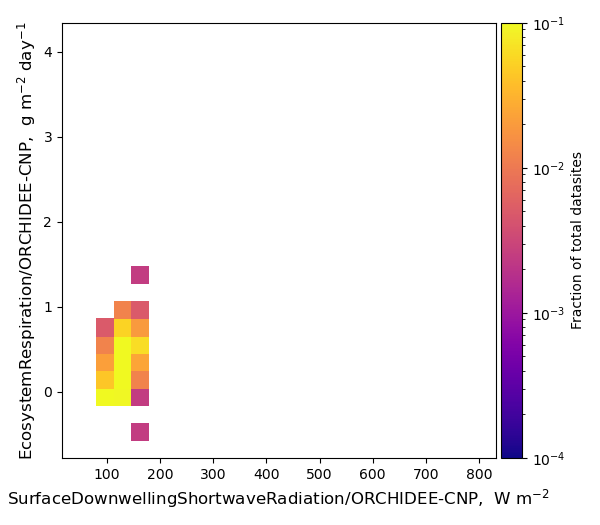 EcosystemRespiration/ORCHIDEE-CNP, g m⁻² day⁻¹
4
3
2
1
0
100 200 300 400 500 600 700 800
SurfaceDownwellingShortwaveRadiation/ORCHIDEE-CNP, W m⁻²
10⁻¹
10⁻²
10⁻³
10⁻⁴
Fraction of total datasites